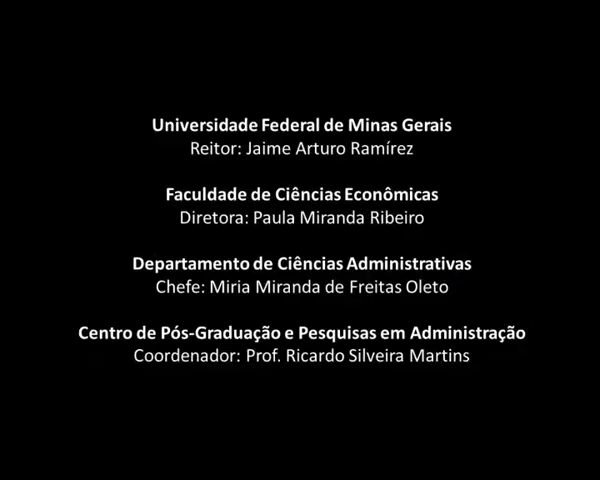 Universidade Federal de Minas Gerais
Reitor: Jaime Arturo Ramírez
Faculdade de Ciências Econômicas
Diretora: Paula Miranda Ribeiro
Departamento de Ciências Administrativas
Chefe: Miria Miranda de Freitas Oleto
Centro de Pós-Graduação e Pesquisas em Administração
Coordenador: Prof. Ricardo Silveira Martins